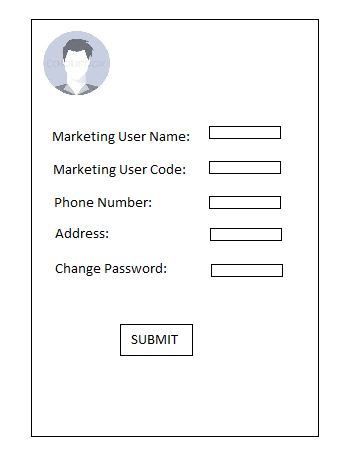 Marketing User Name:
Marketing User Code:
Phone Number:
Address:
Change Password:
SUBMIT